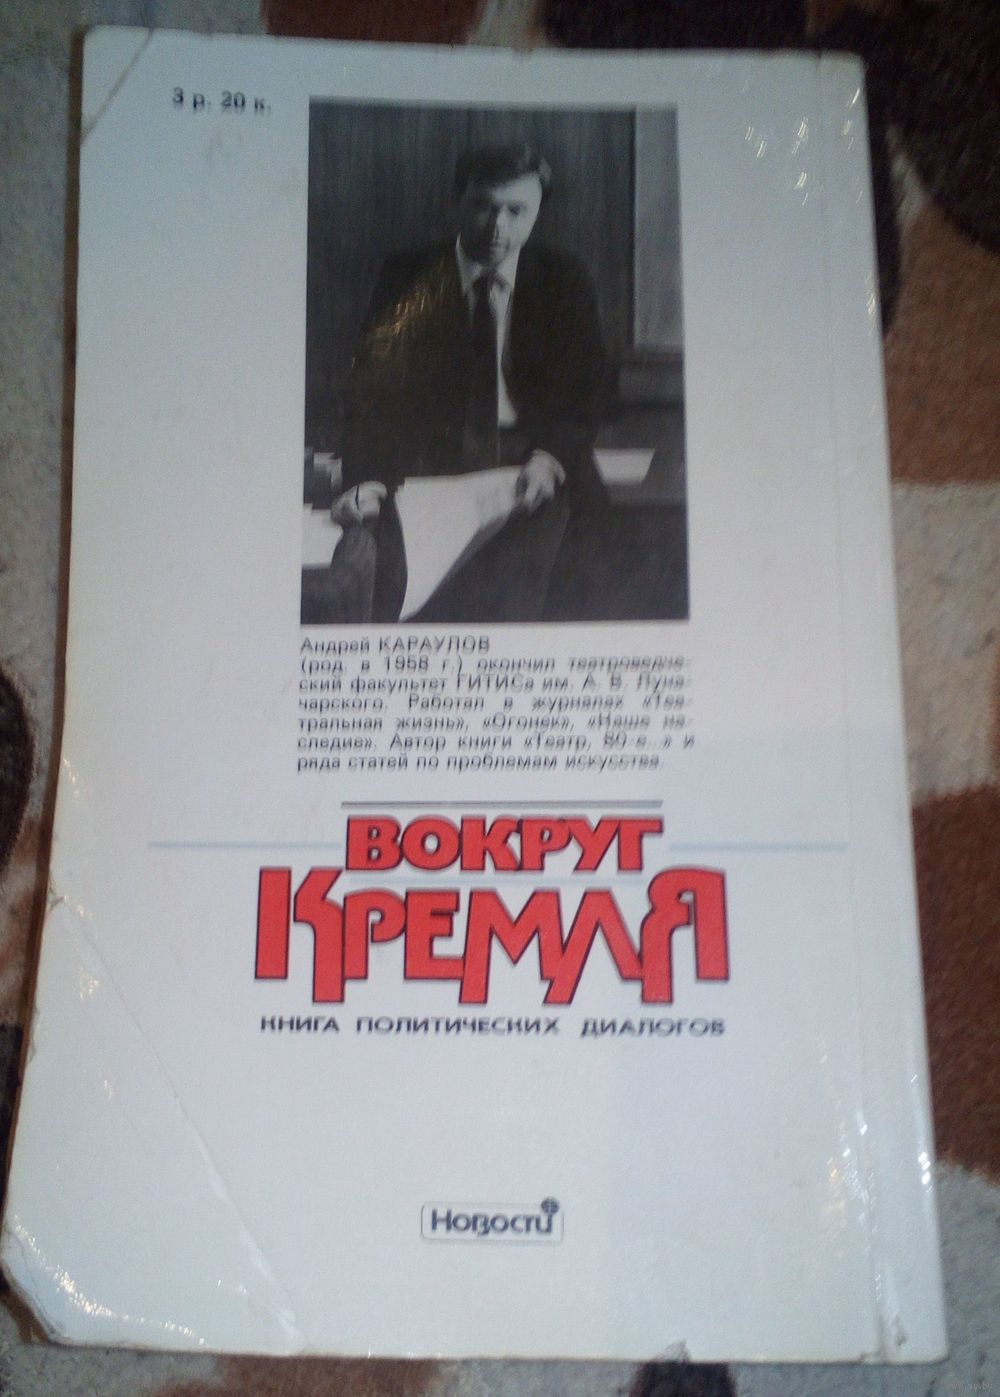 3 р. 20 к.
Андрей КАРАУЛОВ
(род. в 1958 г.) окончил театроведче-
ский факультет ГИТИСа им. А. В. Луна-
чарского. Работал в журналах «Теа-
тральная жизнь», «Огонек», «Наше на-
следие». Автор книги «Театр, 80-е...» и
ряда статей по проблемам искусства.
ВОКРУГ
КРЕМЛЯ
КНИГА ПОЛИТИЧЕСКИХ ДИАЛОГОВ
Новости